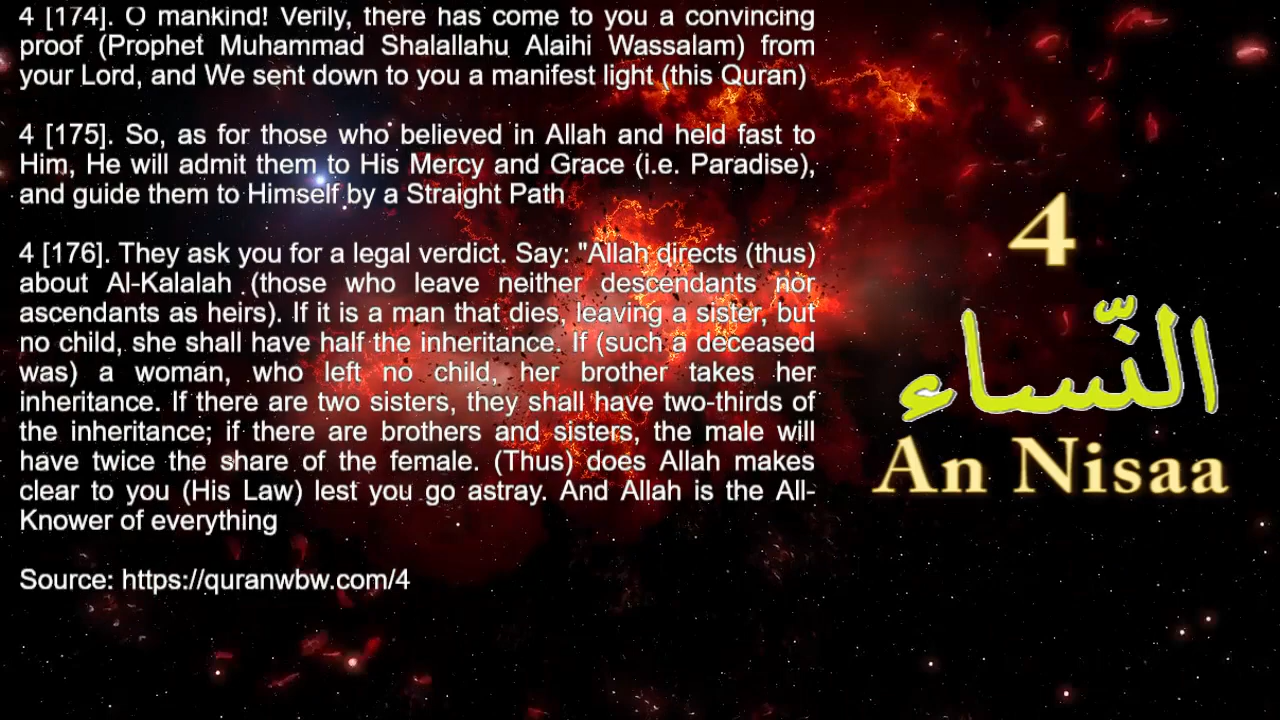 4 [174]. O mankind! Verily, there has come to you a convincing
proof (Prophet Muhammad Shalallahu Alaihi Wassalam) from
your Lord, and We sent down to you a manifest light (this Quran)
4 [175]. So, as for those who believed in Allah and held fast to
Him, He will admit them to His Mercy and Grace (i.e. Paradise),
and guide them to Himself by a Straight Path
4 [176]. They ask you for a legal verdict. Say: "Allah directs (thus)
about Al-Kalalah (those who leave neither descendants nor
ascendants as heirs). If it is a man that dies, leaving a sister, but
no child, she shall have half the inheritance. If (such a deceased
was) a woman, who left no child, her brother takes her
inheritance. If there are two sisters, they shall have two-thirds of
the inheritance; if there are brothers and sisters, the male will
have twice the share of the female. (Thus) does Allah makes
clear to you (His Law) lest you go astray. And Allah is the All-
Knower of everything
Source: https://quranwbw.com/4
4
النّساء
An Nisaa